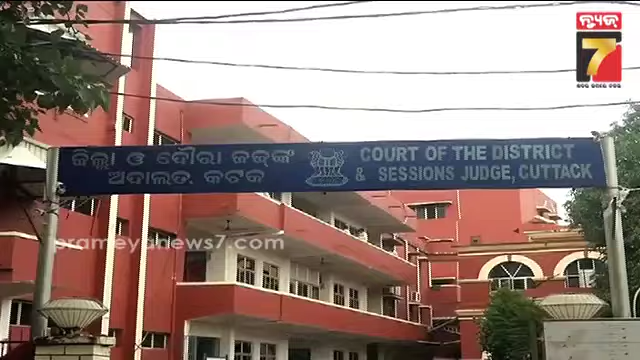 ନ୍ୟୁଜ୍
7
ଜିଲ୍ଲା ଓ ଦୌରା ଜଜ୍‌ଙ୍କ
ଅଦାଲତ, କଟକ
COURT OF THE DISTRICT
& SESSIONS JUDGE, CUTTACK
prameyanews7.com